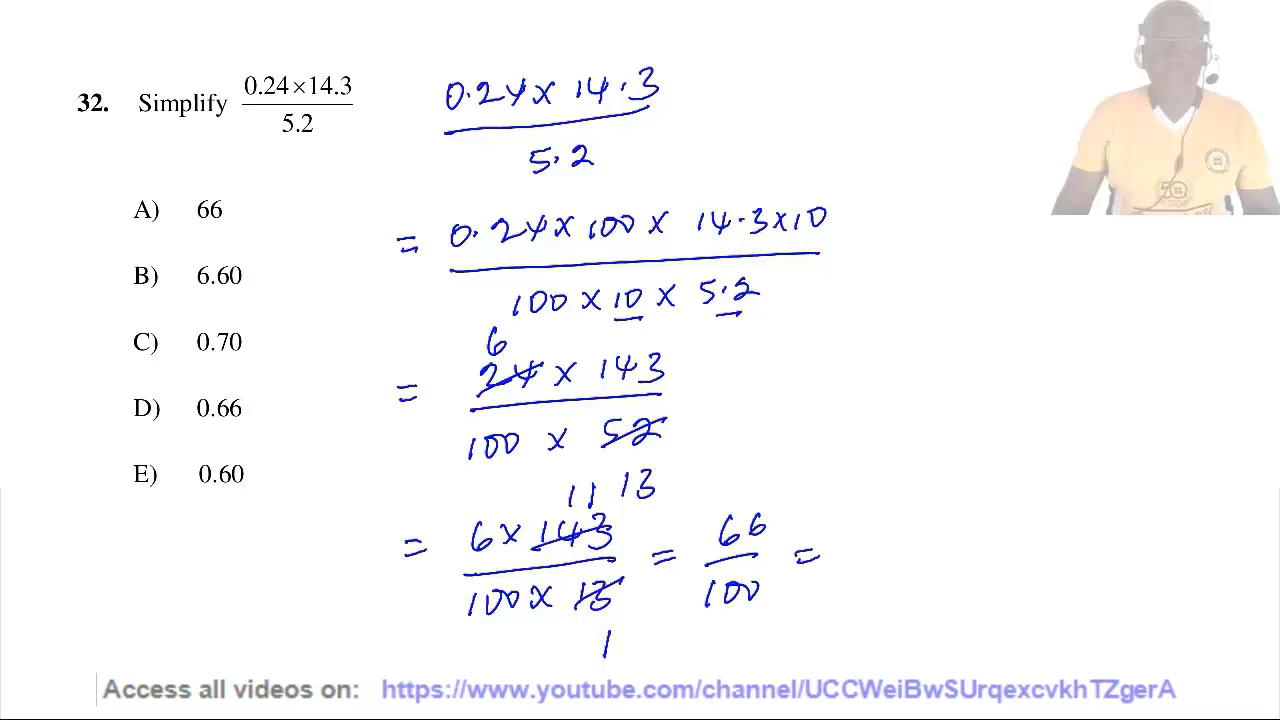 32. Simplify 0.24×14.3
5.2
0.24 x 14.3
5.2
A) 66
= 0.24 x 100 x 14.3 x 10
100 x 10 x 5.2
B) 6.60
C) 0.70
6
= 24 x 143
100 x 52
13
D) 0.66
E) 0.60
11
= 6 x 143 = 66 =
100 x 13 100
1
Access all videos on: https://www.youtube.com/channel/UCCWeiBwSUrqexcvkhTZgerA